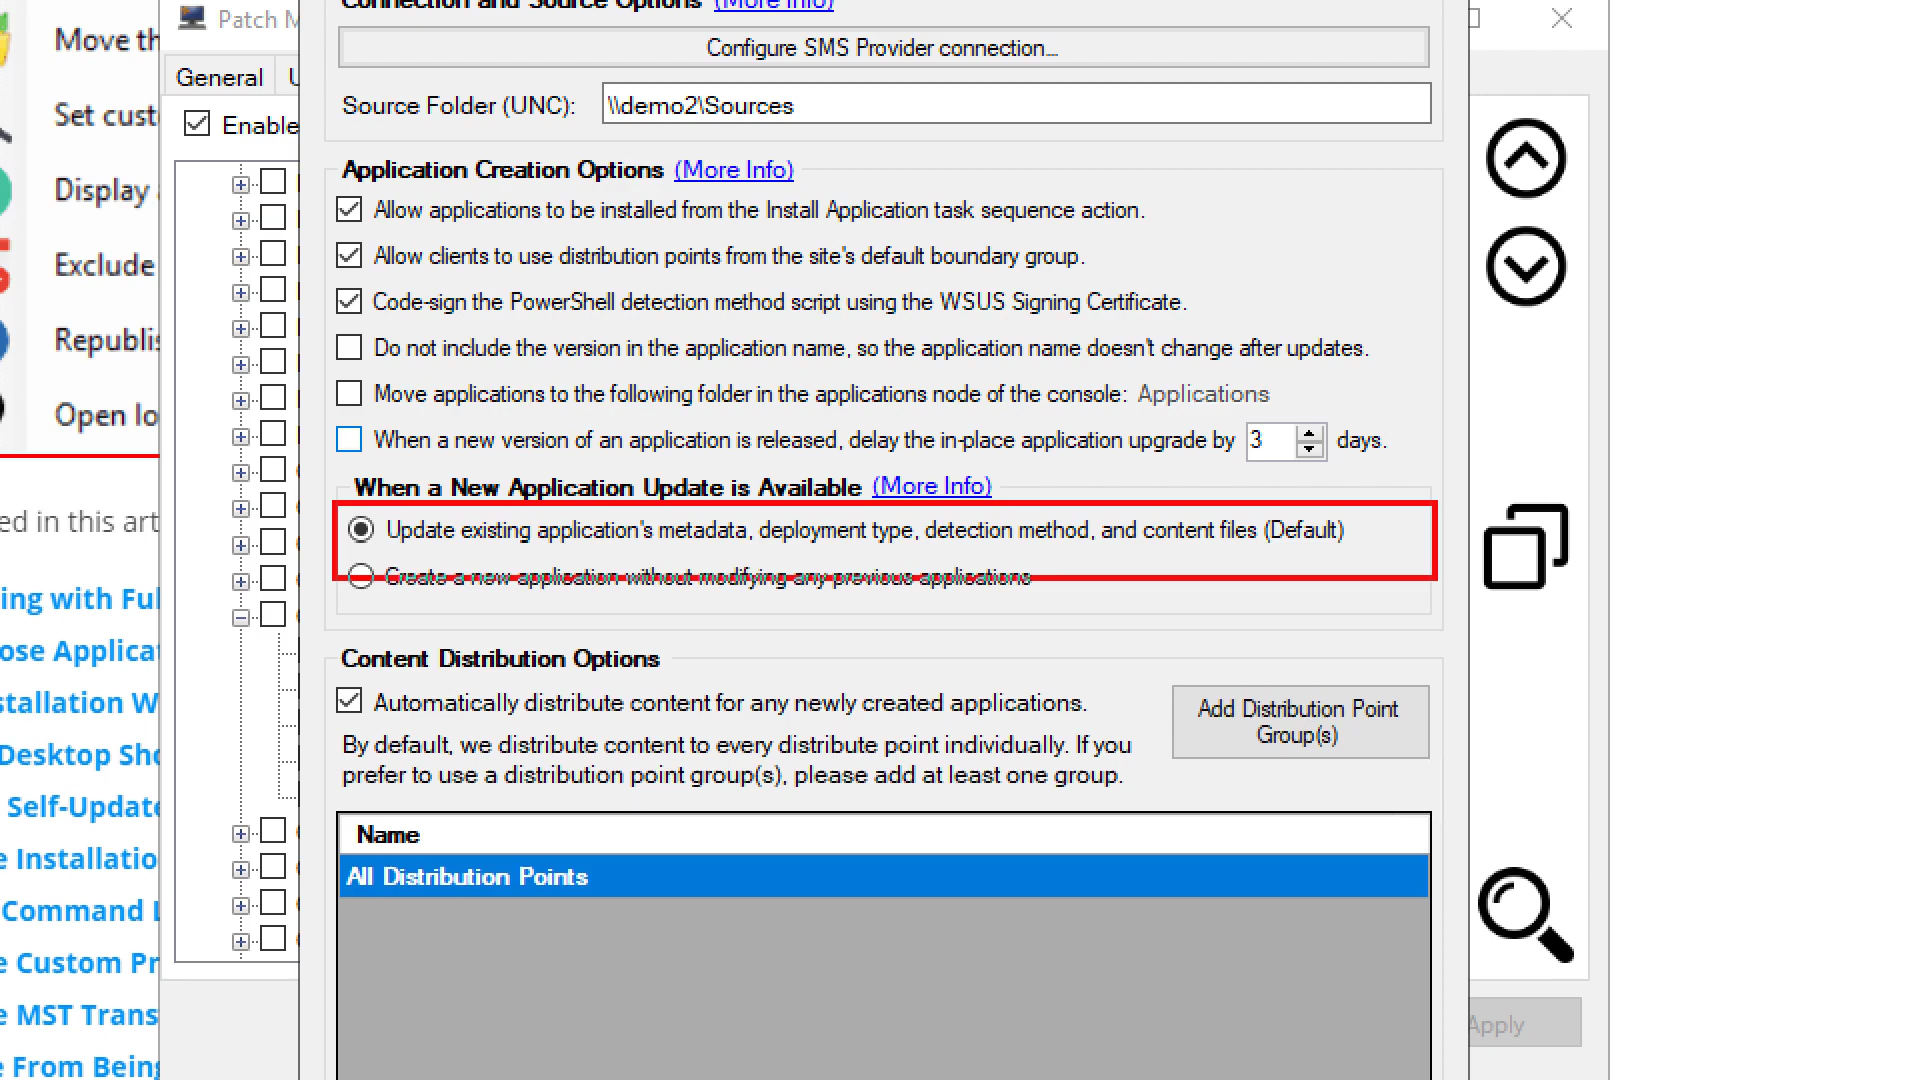 Connection and Source Options (More Info)
Patch M
Move th
Configure SMS Provider connection...
General U
Source Folder (UNC): \\demo2\Sources
Set cust
Enable
Application Creation Options (More Info)
Display
Allow applications to be installed from the Install Application task sequence action.
Allow clients to use distribution points from the site's default boundary group.
Exclude
Code-sign the PowerShell detection method script using the WSUS Signing Certificate.
Republis
Do not include the version in the application name, so the application name doesn't change after updates.
Move applications to the following folder in the applications node of the console: Applications
Open lo
When a new version of an application is released, delay the in-place application upgrade by 3 days.
When a New Application Update is Available (More Info)
ed in this art
Update existing application's metadata, deployment type, detection method, and content files (Default)
Create a new application without modifying any previous applications
ing with Ful
ose Applicat
Content Distribution Options
stallation W
Automatically distribute content for any newly created applications.
Add Distribution Point
Group(s)
By default, we distribute content to every distribute point individually. If you
prefer to use a distribution point group(s), please add at least one group.
Desktop Sho
Self-Update
Name
e Installatio
All Distribution Points
Command L
e Custom Pr
e MST Trans
Apply
e From Being